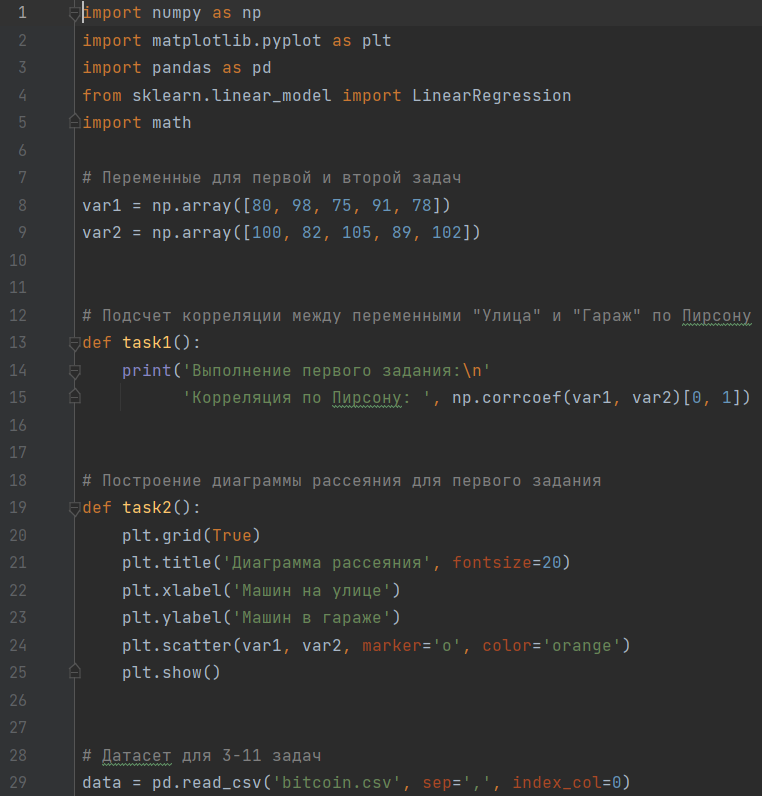 1 import numpy as np
2 import matplotlib.pyplot as plt
3 import pandas as pd
4 from sklearn.linear_model import LinearRegression
5 import math
6
7 # Переменные для первой и второй задач
8 var1 = np.array([80, 98, 75, 91, 78])
9 var2 = np.array([100, 82, 105, 89, 102])
10
11
12 # Подсчет корреляции между переменными "Улица" и "Гараж" по Пирсону
13 def task1():
14     print('Выполнение первого задания:\n'
15           'Корреляция по Пирсону: ', np.corrcoef(var1, var2)[0, 1])
16
17
18 # Построение диаграммы рассеяния для первого задания
19 def task2():
20     plt.grid(True)
21     plt.title('Диаграмма рассеяния', fontsize=20)
22     plt.xlabel('Машин на улице')
23     plt.ylabel('Машин в гараже')
24     plt.scatter(var1, var2, marker='o', color='orange')
25     plt.show()
26
27
28 # Датасет для 3-11 задач
29 data = pd.read_csv('bitcoin.csv', sep=',', index_col=0)